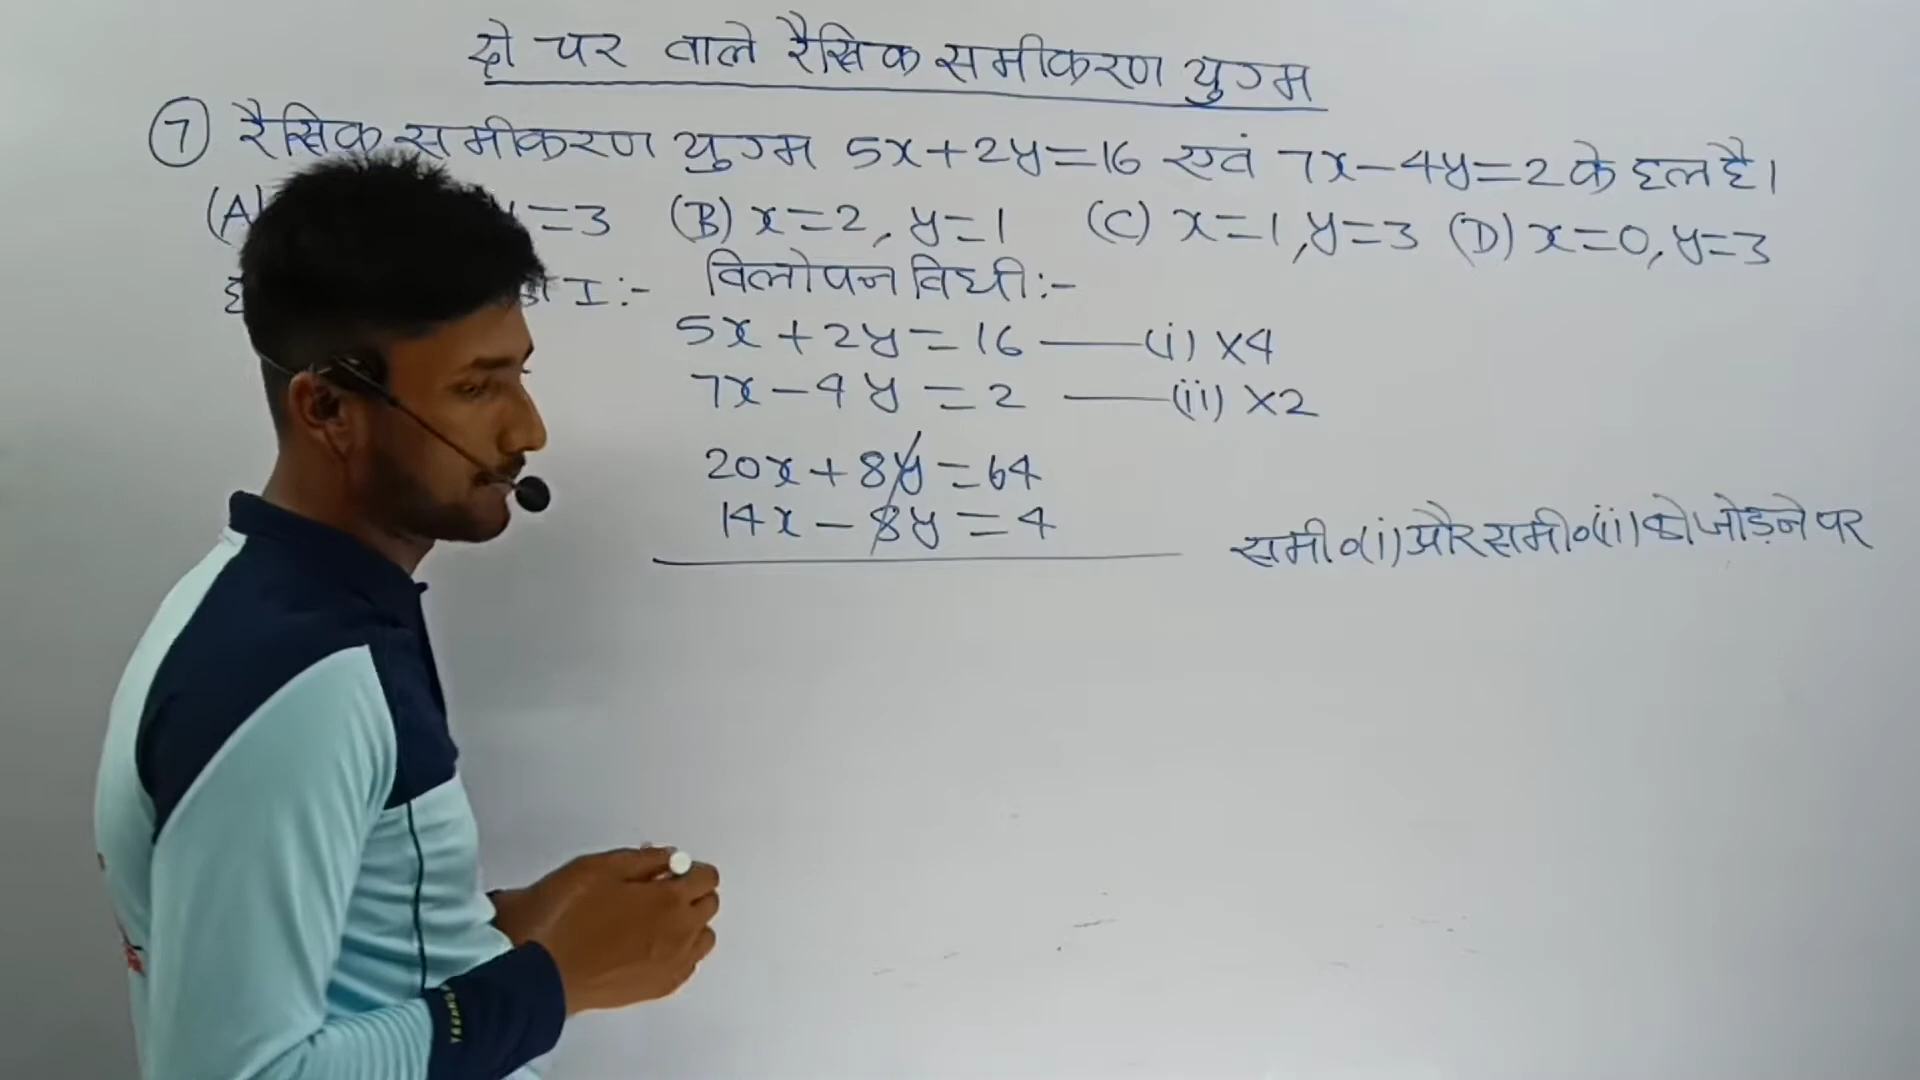 दो चर वाले रैखिक समीकरण युग्म
(7) रैखिक समीकरण युग्म 5x+2y=16 एवं 7x-4y=2 के हल है।
(A) y=3 (B) x=2, y=1 (C) x=1, y=3 (D) x=0, y=3
I:- विलोपन विधी:-
5x+2y=16 ——(i) ×4
7x-4y=2 ——(ii) ×2
20x+8y=64
14x-8y=4 समी०(i) और समी०(ii) को जोड़ने पर